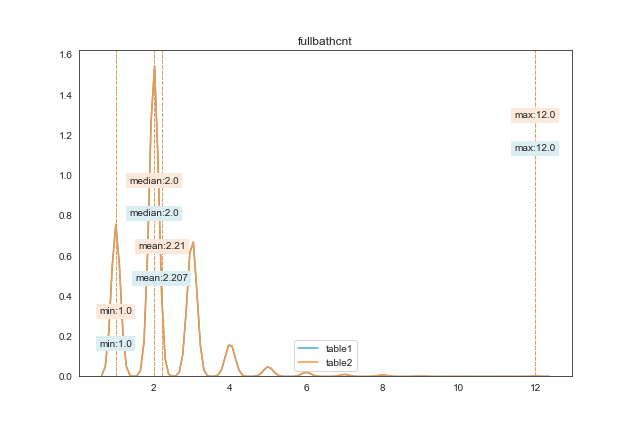 fullbathcnt
1.6
1.4
1.2
1.0
0.8
0.6
0.4
0.2
0.0
max:12.0
max:12.0
median:2.0
median:2.0
mean:2.21
mean:2.207
min:1.0
min:1.0
table1
table2
2
4
6
8
10
12